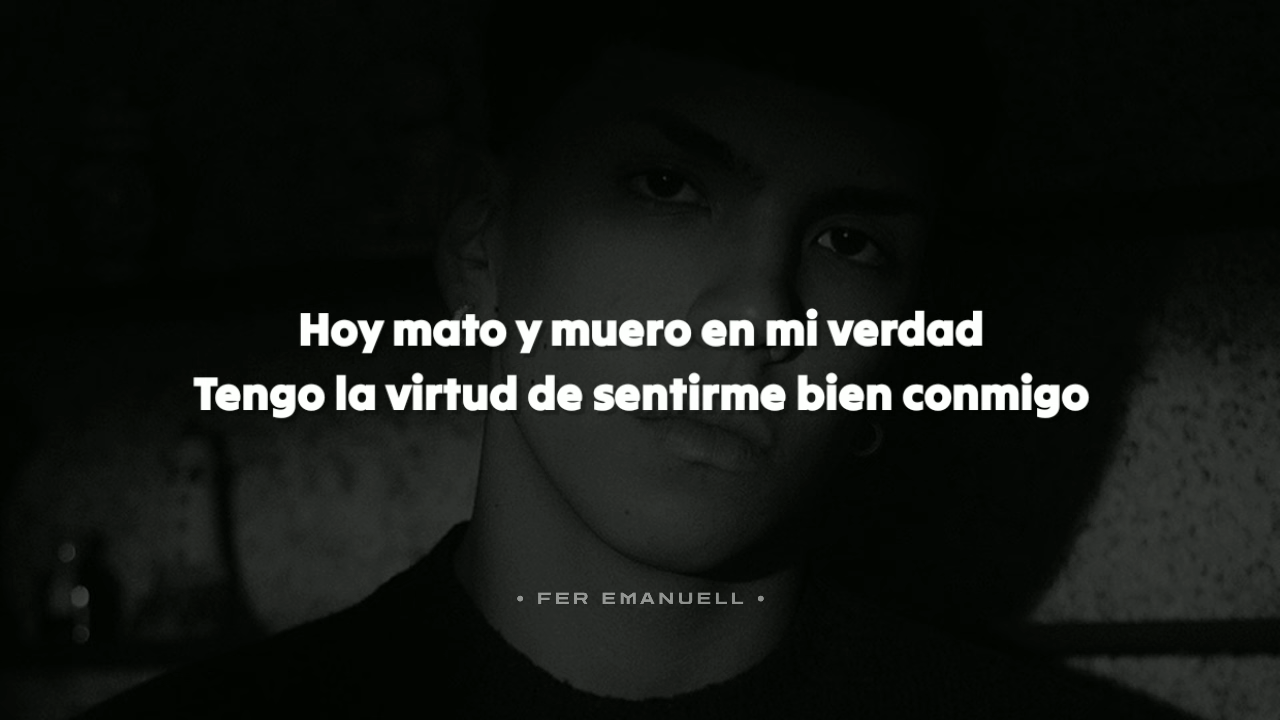 Hoy mato y muero en mi verdad
Tengo la virtud de sentirme bien conmigo
• FER EMANUELL •